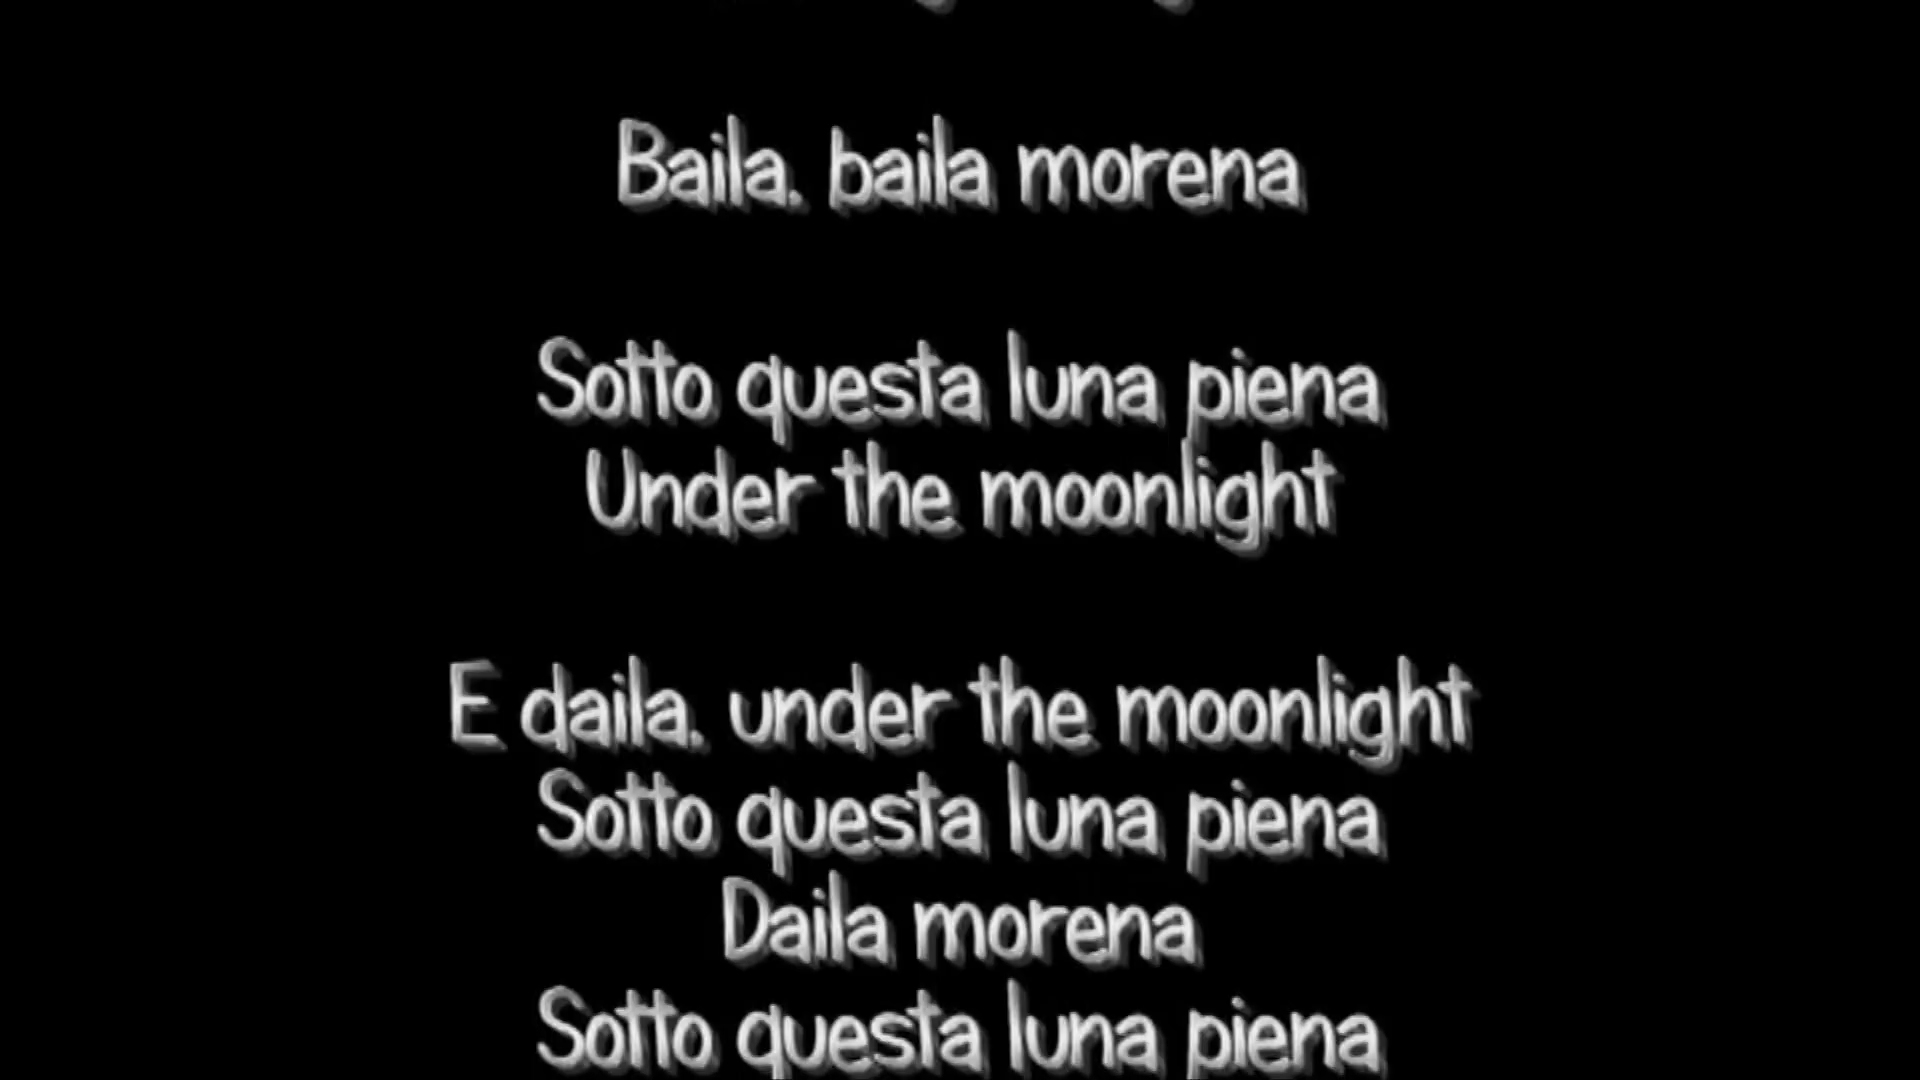 Baila, baila morena
Sotto questa luna piena
Under the moonlight
E daila, under the moonlight
Sotto questa luna piena
Daila morena
Sotto questa luna piena